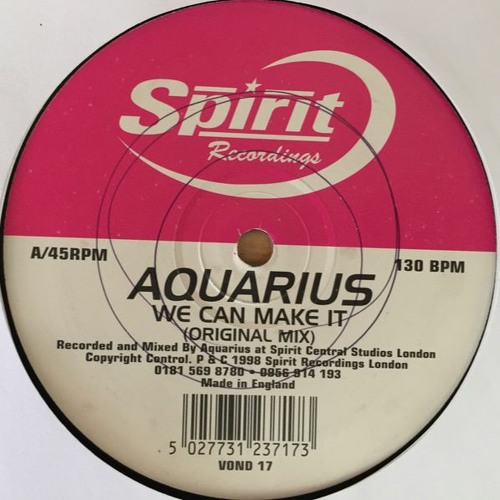 Spirit
Recordings
A/45RPM
130 BPM
AQUARIUS
WE CAN MAKE IT
(ORIGINAL MIX)
Recorded and Mixed By Aquarius at Spirit Central Studios London
Copyright Control. P & C 1998 Spirit Recordings London
0181 569 8780 • 0956 914 193
Made in England
5 027731 237173
VOND 17